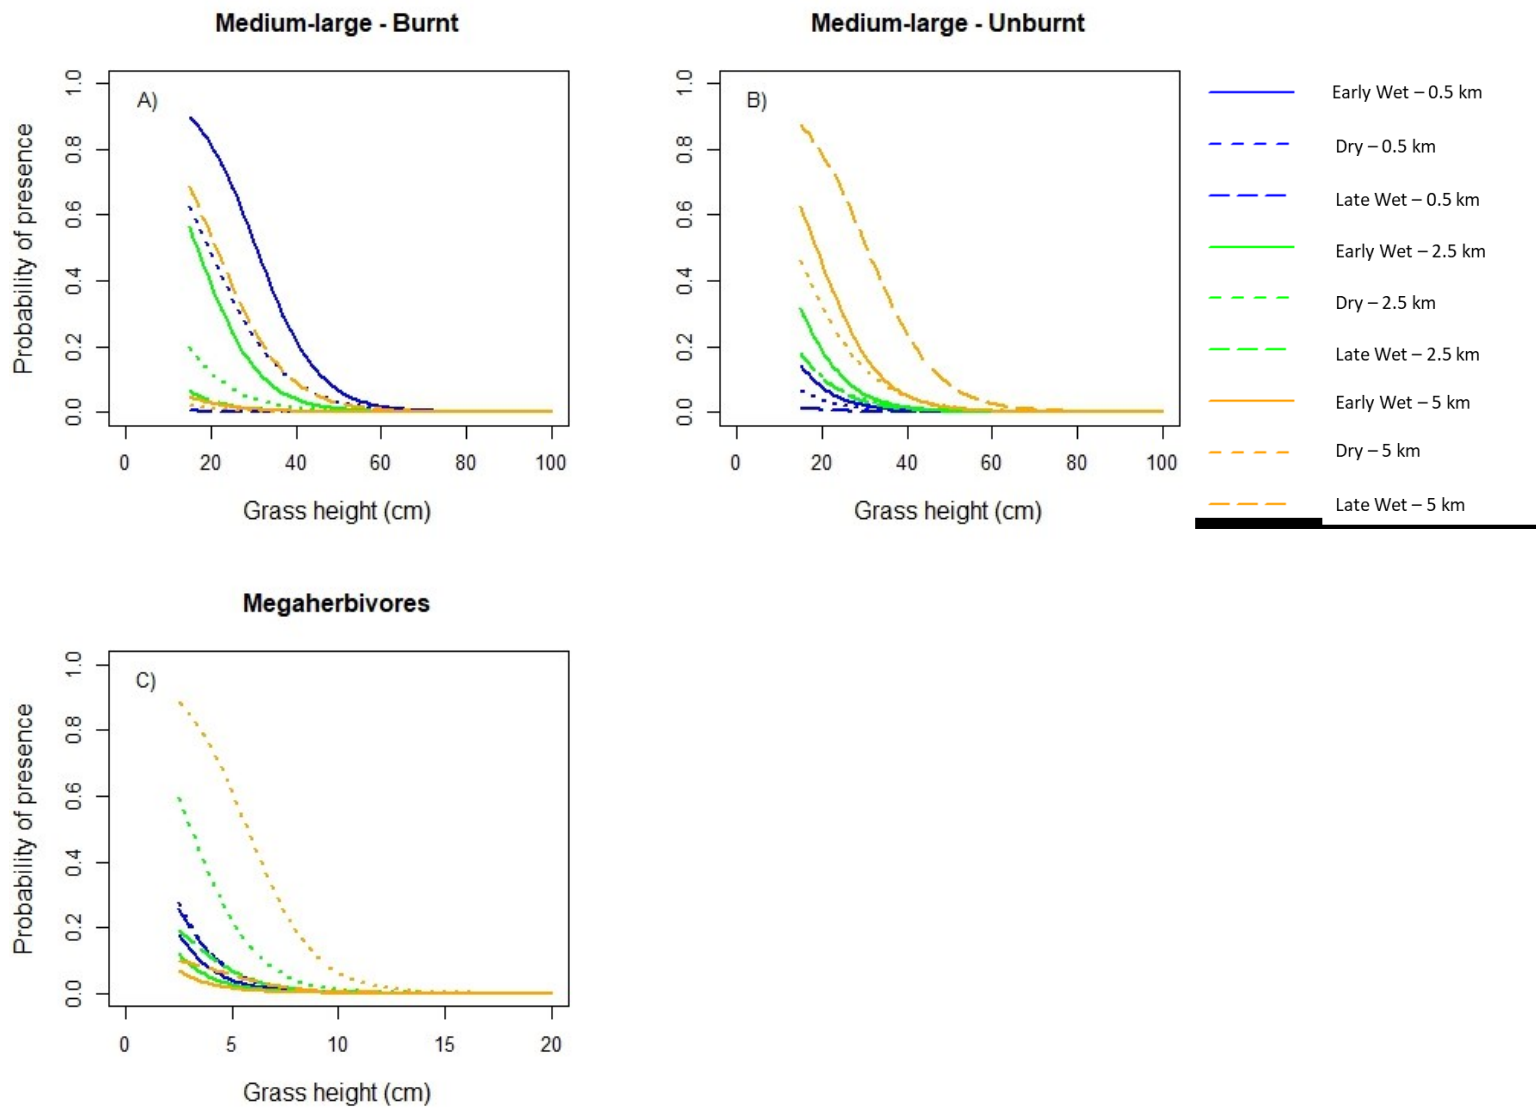 Medium-large - Burnt
A)
Probability of presence
0.0 0.2 0.4 0.6 0.8 1.0
0 20 40 60 80 100
Grass height (cm)
Medium-large - Unburnt
B)
0.0 0.2 0.4 0.6 0.8 1.0
0 20 40 60 80 100
Grass height (cm)
Early Wet – 0.5 km
Dry – 0.5 km
Late Wet – 0.5 km
Early Wet – 2.5 km
Dry – 2.5 km
Late Wet – 2.5 km
Early Wet – 5 km
Dry – 5 km
Late Wet – 5 km
Megaherbivores
C)
Probability of presence
0.0 0.2 0.4 0.6 0.8 1.0
0 5 10 15 20
Grass height (cm)